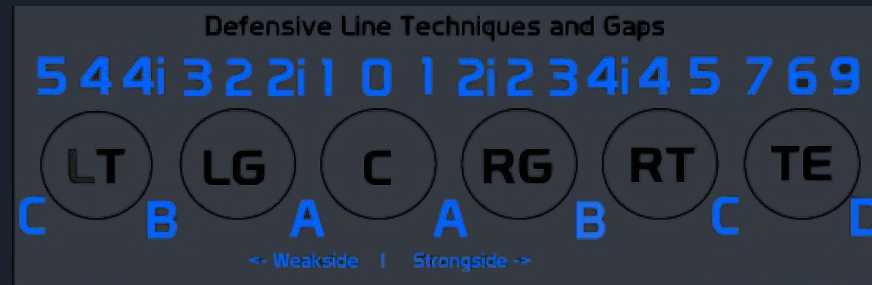 Defensive Line Techniques and Gaps
5 4 4i 3 2 2i 1 0 1 2i 2 3 4i 4 5 7 6 9
LT LG C RG RT TE
C B A A B C D
<- Weakside | Strongside ->